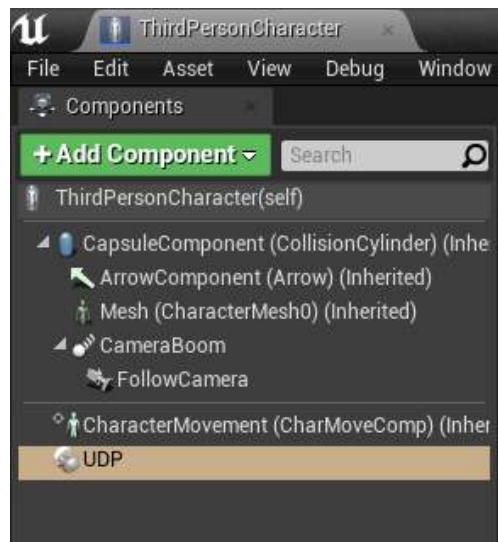 ThirdPersonCharacter
File Edit Asset View Debug Window
Components
+Add Component Search
ThirdPersonCharacter(self)
CapsuleComponent (CollisionCylinder) (Inhe
ArrowComponent (Arrow) (Inherited)
Mesh (CharacterMesh0) (Inherited)
CameraBoom
FollowCamera
CharacterMovement (CharMoveComp) (Inher
UDP